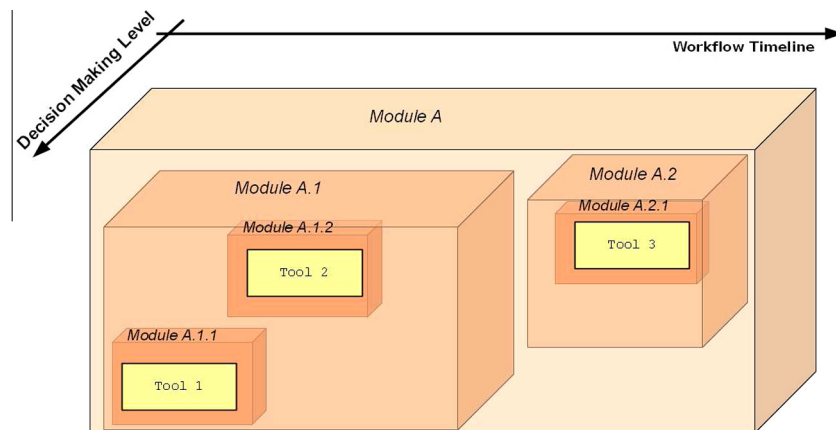 Decision Making Level
Workflow Timeline
Module A
Module A.1
Module A.2
Module A.1.2
Module A.2.1
Tool 2
Tool 3
Module A.1.1
Tool 1